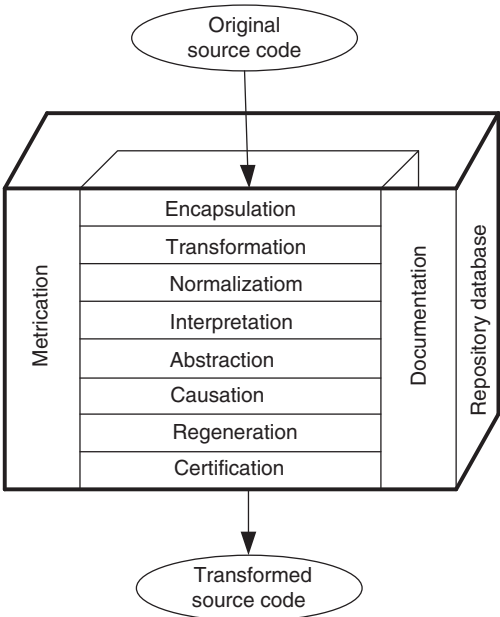 Original
source code
Encapsulation
Transformation
Normalizatiom
Interpretation
Abstraction
Causation
Regeneration
Certification
Metrication
Documentation
Repository database
Transformed
source code